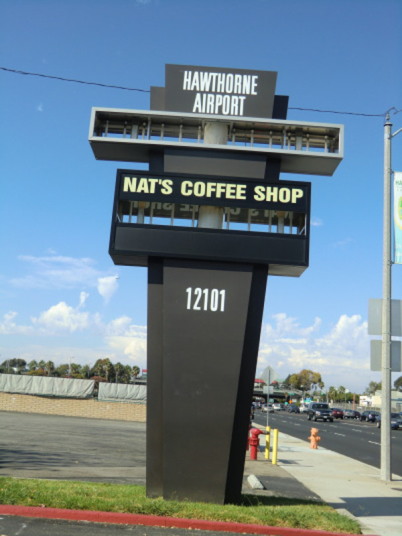 HAWTHORNE
AIRPORT
NAT'S COFFEE SHOP
12101